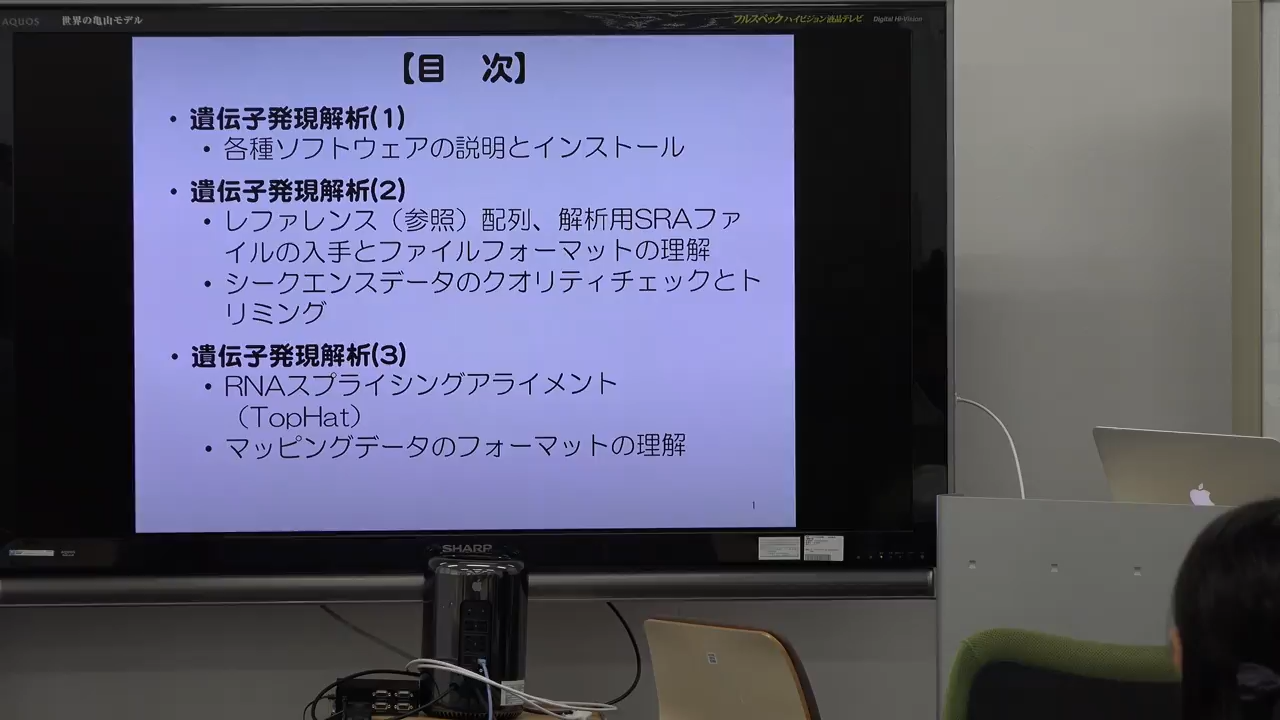 AQUOS 世界の亀山モデル
フルスペックハイビジョン液晶テレビ Digital Hi-Vision
【目 次】
• 遺伝子発現解析(1)
• 各種ソフトウェアの説明とインストール
• 遺伝子発現解析(2)
• レファレンス（参照）配列、解析用SRAファ
イルの入手とファイルフォーマットの理解
• シークエンスデータのクオリティチェックとト
リミング
• 遺伝子発現解析(3)
• RNAスプライシングアライメント
（TopHat）
• マッピングデータのフォーマットの理解
1
SHARP